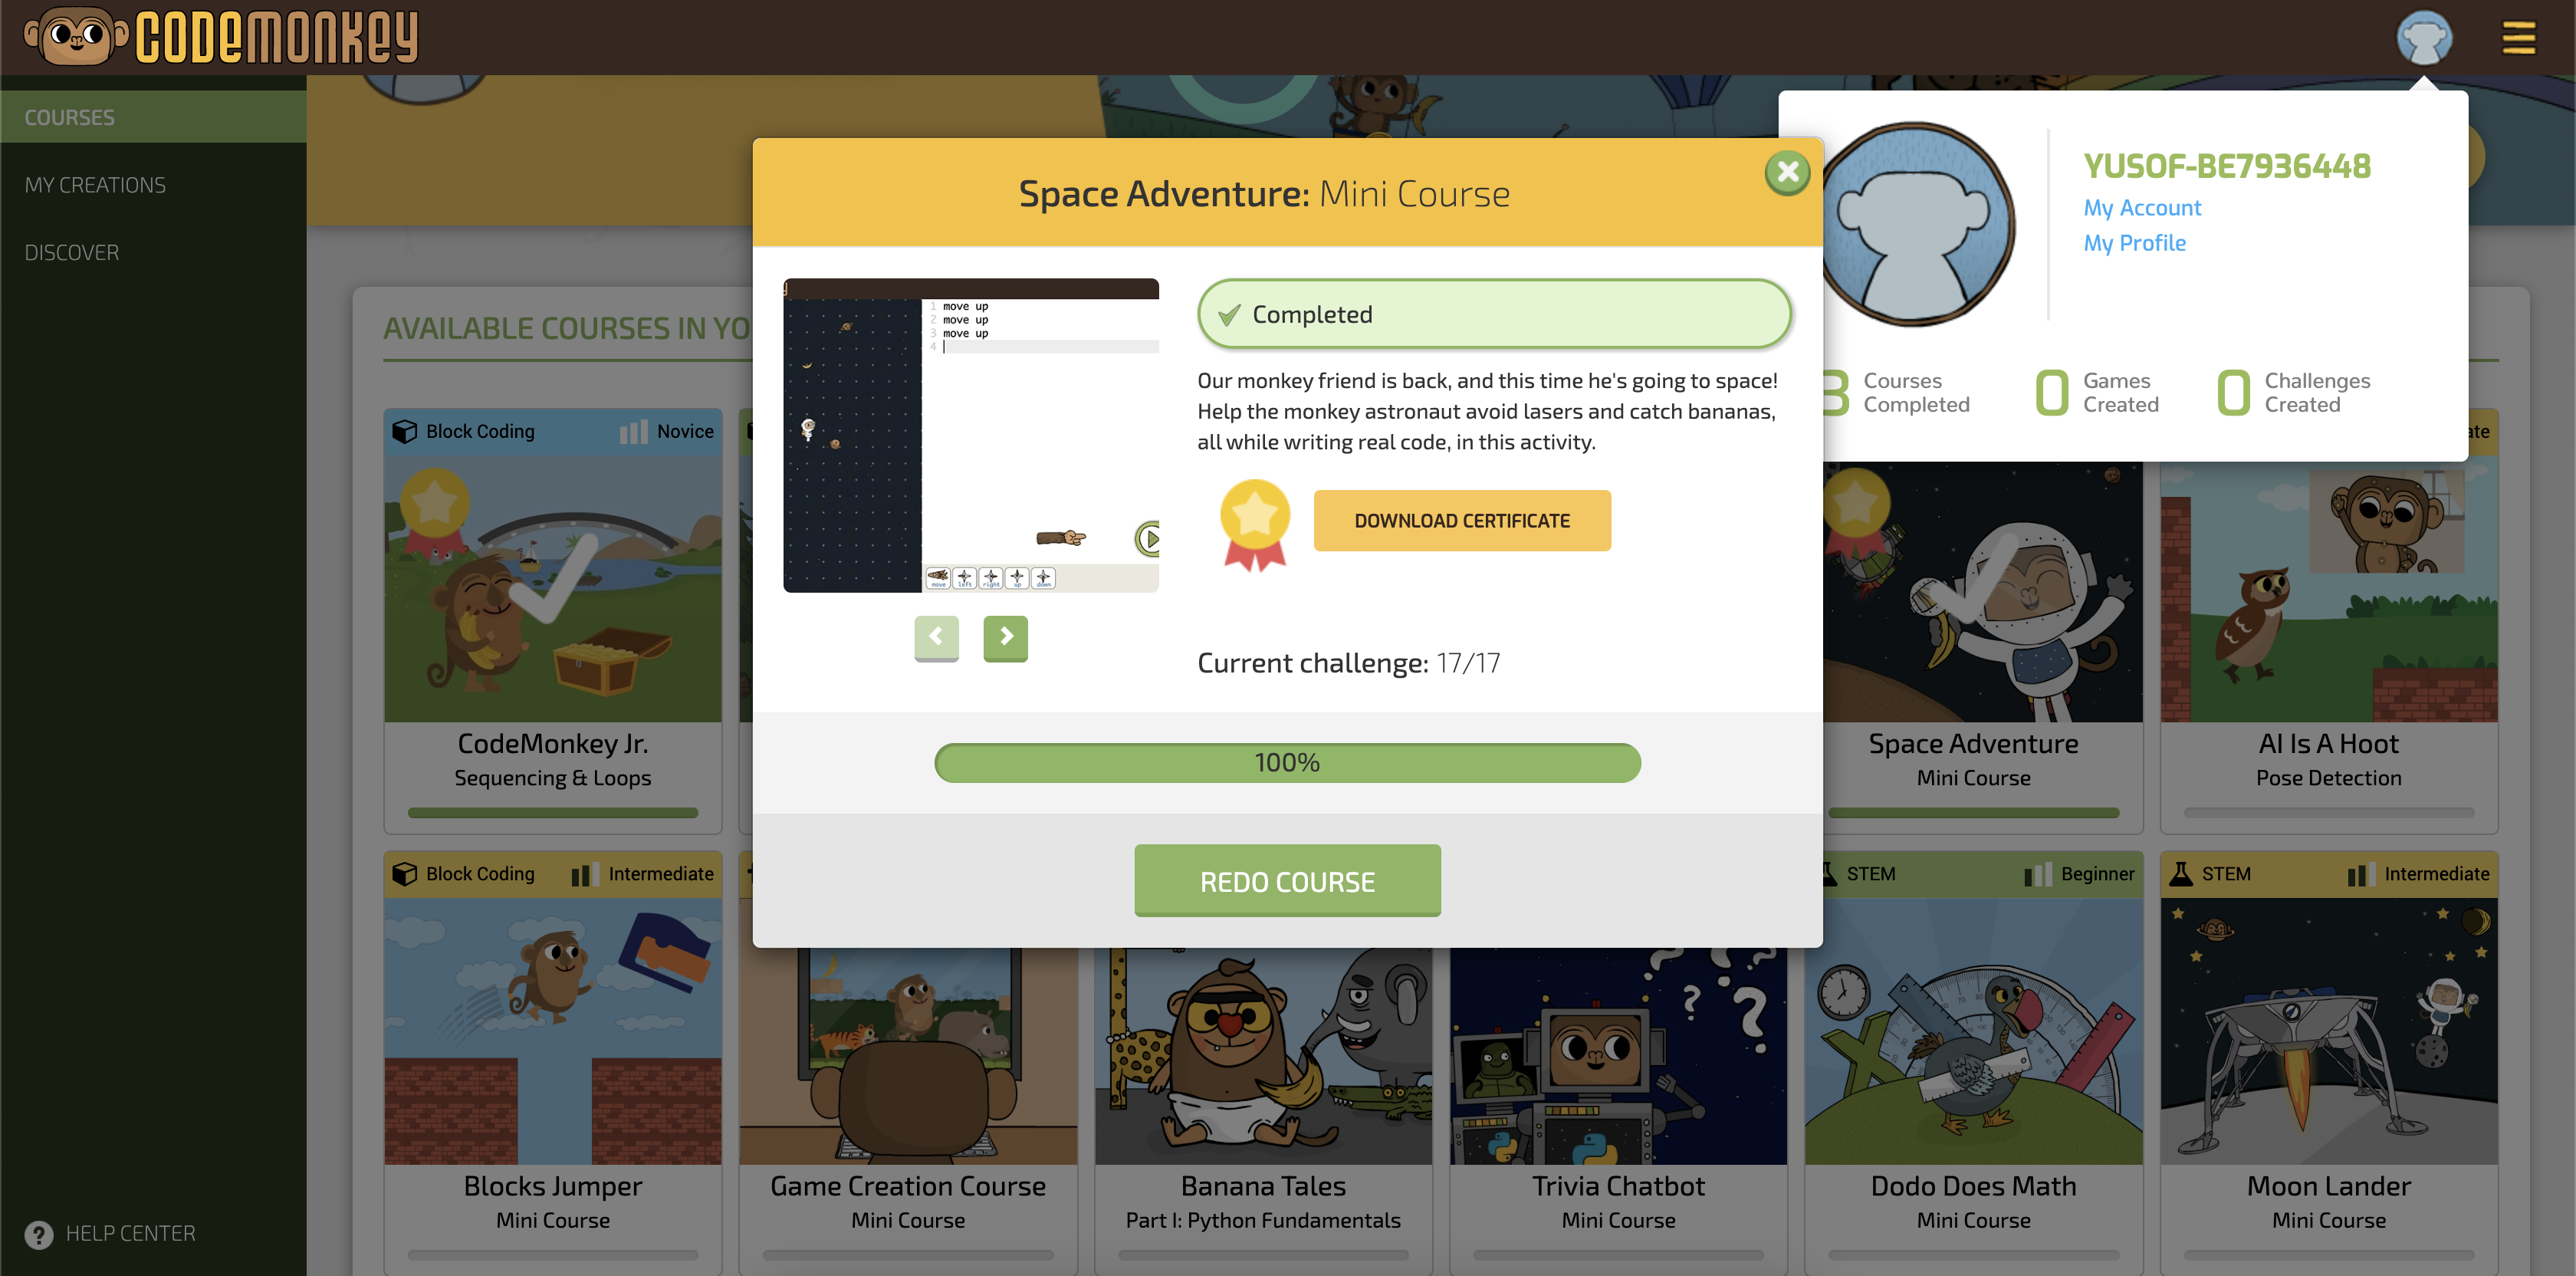 CODEMONKEY
COURSES
MY CREATIONS
DISCOVER
HELP CENTER
YUSOF-BE7936448
My Account
My Profile
3 Courses Completed
0 Games Created
0 Challenges Created
AVAILABLE COURSES IN
Space Adventure: Mini Course
1 move up
2 move up
3 move up
4
move left right up down
Completed
Our monkey friend is back, and this time he's going to space!
Help the monkey astronaut avoid lasers and catch bananas,
all while writing real code, in this activity.
DOWNLOAD CERTIFICATE
Current challenge: 17/17
100%
REDO COURSE
Block Coding Novice
CodeMonkey Jr.
Sequencing & Loops
Space Adventure
Mini Course
AI Is A Hoot
Pose Detection
Block Coding Intermediate
Blocks Jumper
Mini Course
Game Creation Course
Mini Course
Banana Tales
Part I: Python Fundamentals
Trivia Chatbot
Mini Course
STEM Beginner
Dodo Does Math
Mini Course
STEM Intermediate
Moon Lander
Mini Course